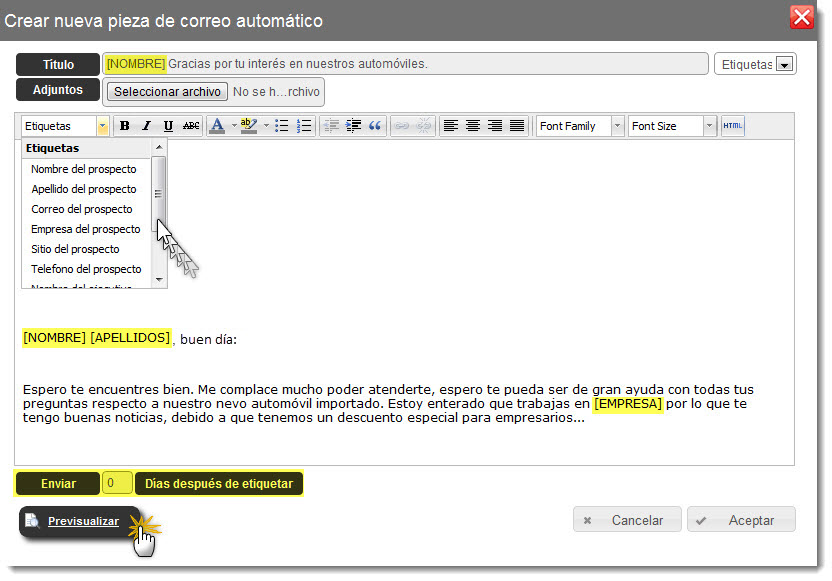 Crear nueva pieza de correo automático
Título [NOMBRE] Gracias por tu interés en nuestros automóviles. Etiquetas
Adjuntos Seleccionar archivo No se h...rchivo
Etiquetas B I U ABC A ab Font Family Font Size HTML
Etiquetas
Nombre del prospecto
Apellido del prospecto
Correo del prospecto
Empresa del prospecto
Sitio del prospecto
Telefono del prospecto
Nombre del ejecutivo
[NOMBRE] [APELLIDOS], buen día:
Espero te encuentres bien. Me complace mucho poder atenderte, espero te pueda ser de gran ayuda con todas tus
preguntas respecto a nuestro nevo automóvil importado. Estoy enterado que trabajas en [EMPRESA] por lo que te
tengo buenas noticias, debido a que tenemos un descuento especial para empresarios...
Enviar 0 Días después de etiquetar
Previsualizar Cancelar Aceptar